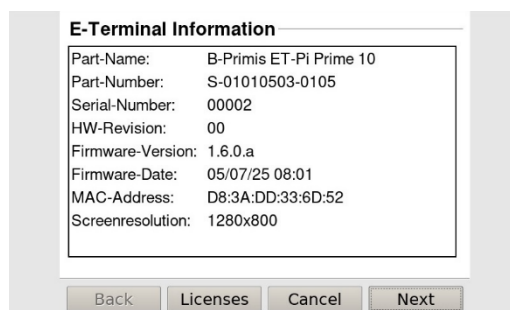 E-Terminal Information
Part-Name: B-Primis ET-Pi Prime 10
Part-Number: S-01010503-0105
Serial-Number: 00002
HW-Revision: 00
Firmware-Version: 1.6.0.a
Firmware-Date: 05/07/25 08:01
MAC-Address: D8:3A:DD:33:6D:52
Screenresolution: 1280x800
Back Licenses Cancel Next